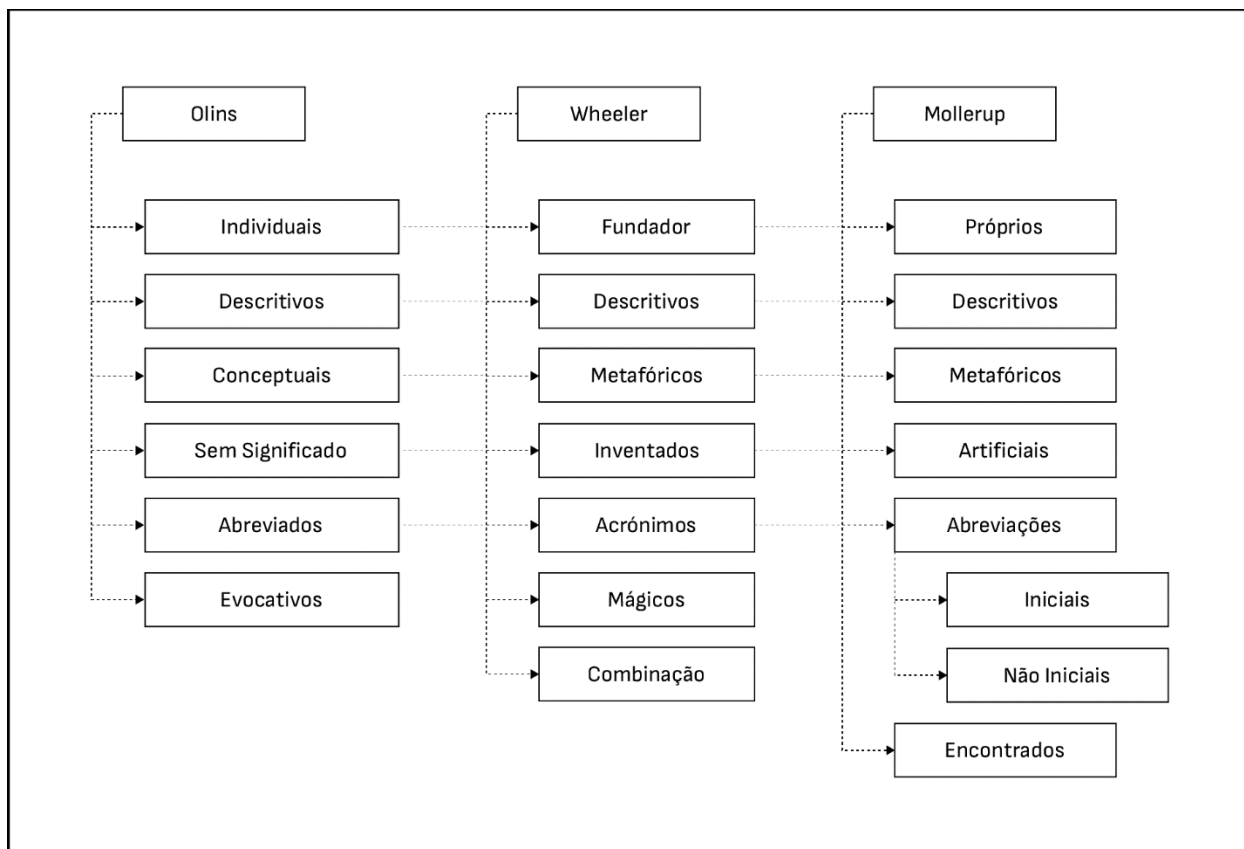 Olins
Wheeler
Mollerup
Individuais
Fundador
Próprios
Descritivos
Descritivos
Descritivos
Conceptuais
Metafóricos
Metafóricos
Sem Significado
Inventados
Artificiais
Abreviados
Acrónimos
Abreviações
Evocativos
Mágicos
Iniciais
Combinação
Não Iniciais
Encontrados